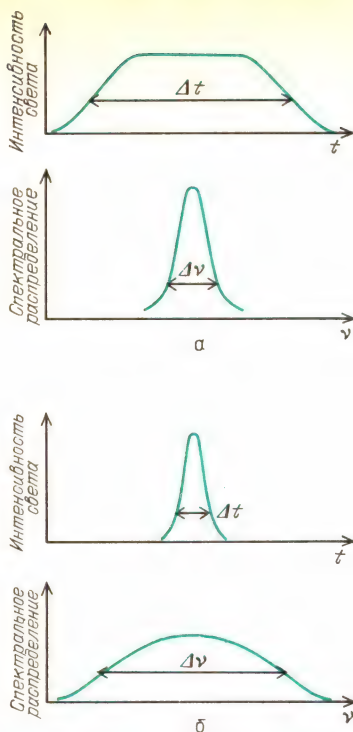 Интенсивность
света
Δt
t
Спектральное
распределение
Δν
ν
а
Интенсивность
света
Δt
t
Спектральное
распределение
Δν
ν
б